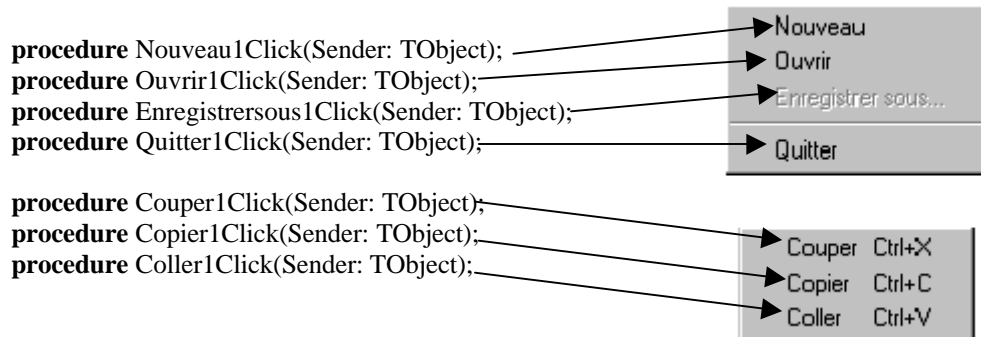 Nouveau
procedure Nouveau1Click(Sender: TObject);
Ouvrir
procedure Ouvrir1Click(Sender: TObject);
Enregistrer sous...
procedure Enregistrersous1Click(Sender: TObject);
procedure Quitter1Click(Sender: TObject);
Quitter
procedure Couper1Click(Sender: TObject);
procedure Copier1Click(Sender: TObject);
Couper Ctrl+X
procedure Coller1Click(Sender: TObject);
Copier Ctrl+C
Coller Ctrl+V